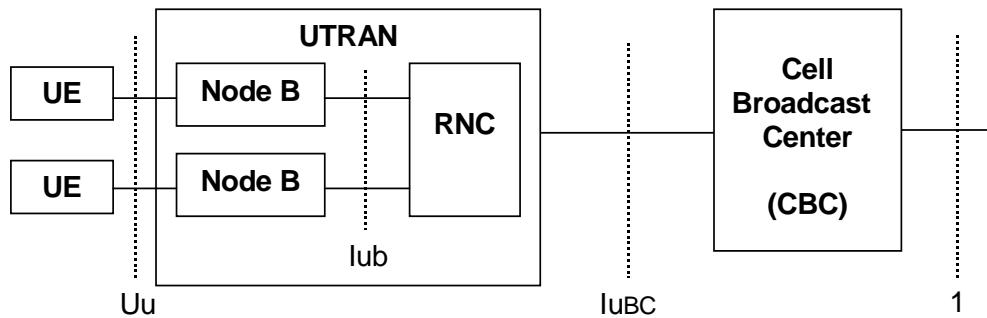 UTRAN
UE
Node B
RNC
UE
Node B
Iub
Cell
Broadcast
Center
(CBC)
Uu
IuBC
1